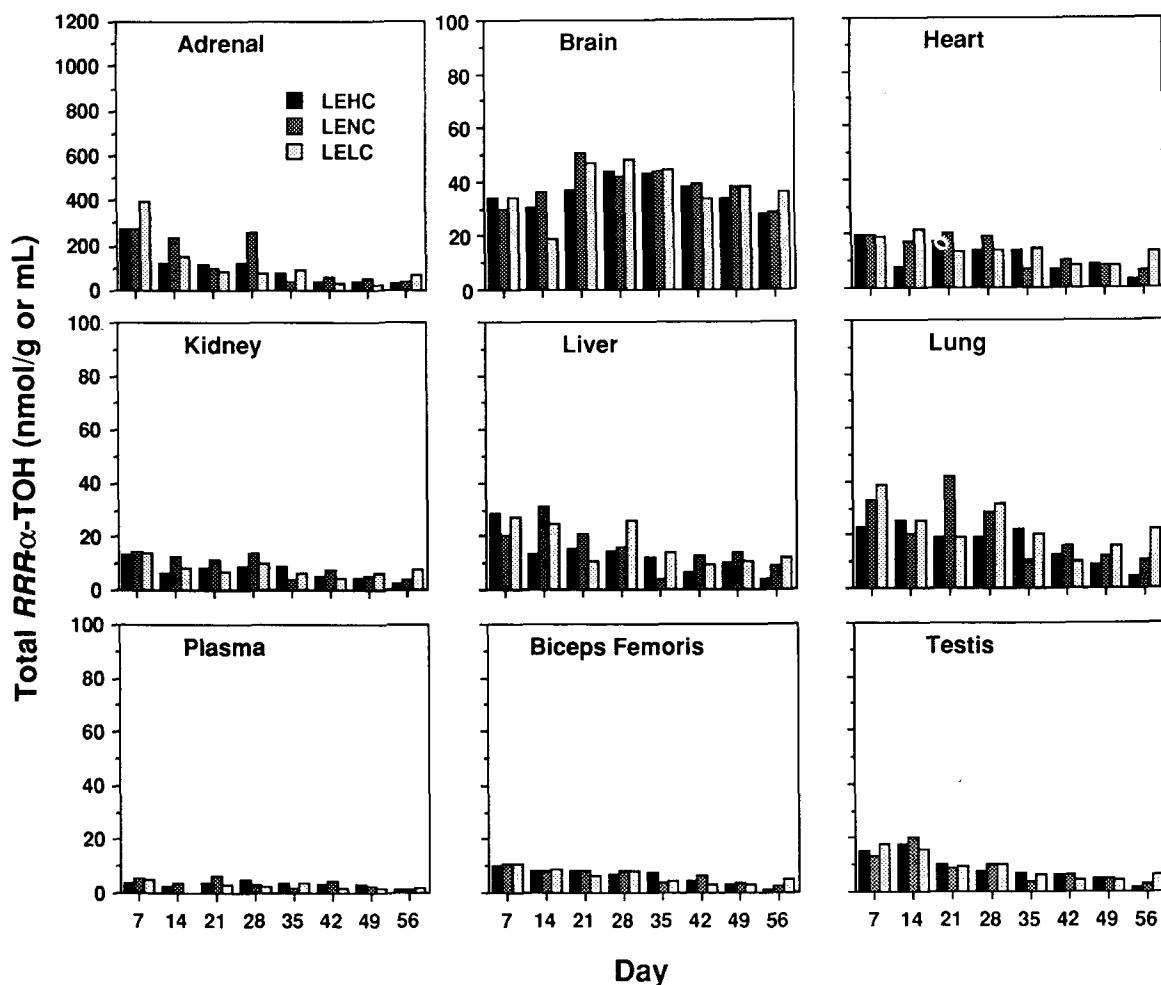 Total RRR-α-TOH (nmol/g or mL)
1200
1000
800
600
400
200
0
Adrenal
LEHC
LENC
LELC
100
80
60
40
20
0
Brain
Heart
100
80
60
40
20
0
Kidney
Liver
Lung
100
80
60
40
20
0
Plasma
Biceps Femoris
Testis
7 14 21 28 35 42 49 56
7 14 21 28 35 42 49 56
7 14 21 28 35 42 49 56
Day